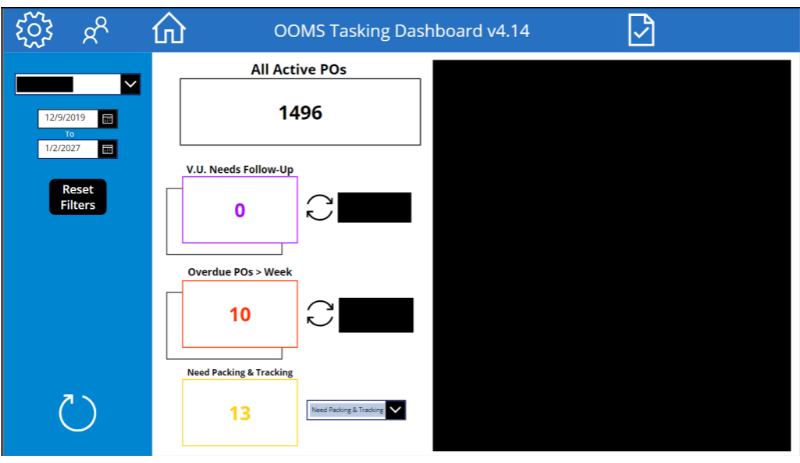 OOMS Tasking Dashboard v4.14
12/9/2019
To
1/2/2027
Reset
Filters
All Active POs
1496
V.U. Needs Follow-Up
0
Overdue POs > Week
10
Need Packing & Tracking
13
Need Packing & Tracking